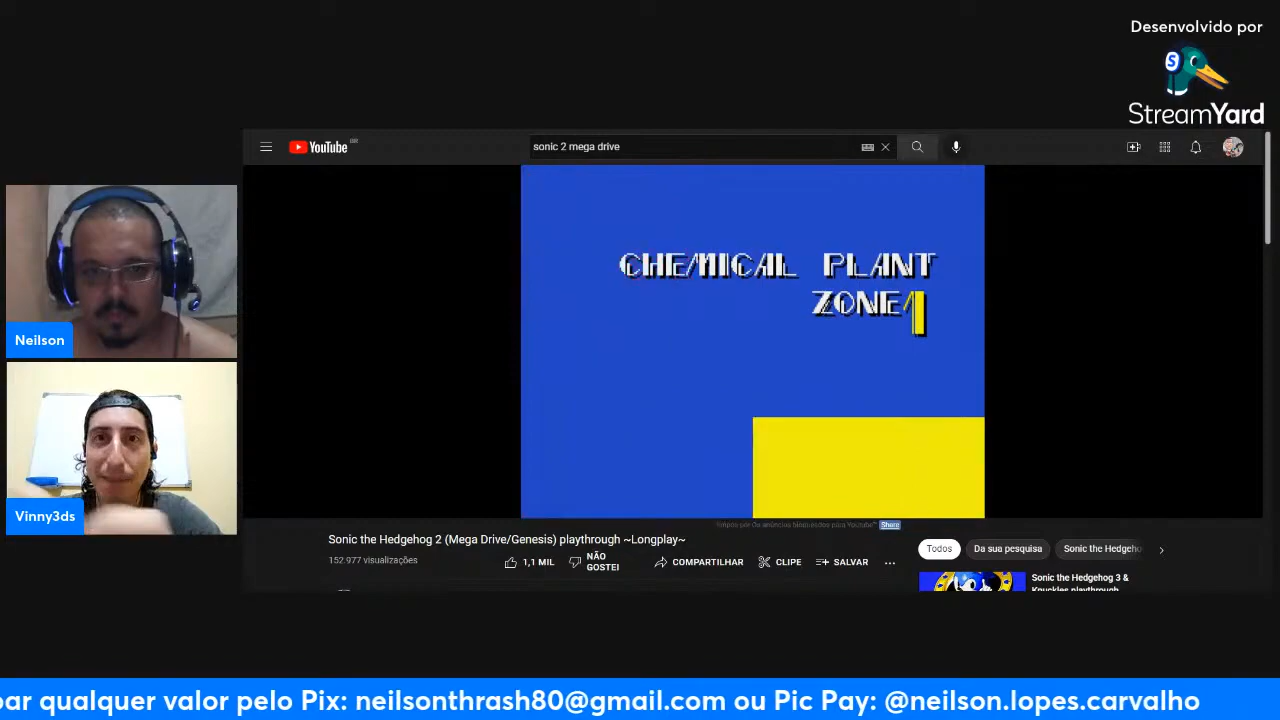 Desenvolvido por
S
StreamYard
YouTube BR
sonic 2 mega drive
CHEMICAL PLANT
ZONE 1
Neilson
Vinny3ds
Share
Sonic the Hedgehog 2 (Mega Drive/Genesis) playthrough ~Longplay~
152.977 visualizações
1,1 MIL
NÃO
GOSTEI
COMPARTILHAR
CLIPE
SALVAR
Todos
Da sua pesquisa
Sonic the Hedgeho
Sonic the Hedgehog 3 &
Knuckles playthrough
oar qualquer valor pelo Pix: neilsonthrash80@gmail.com ou Pic Pay: @neilson.lopes.carvalho